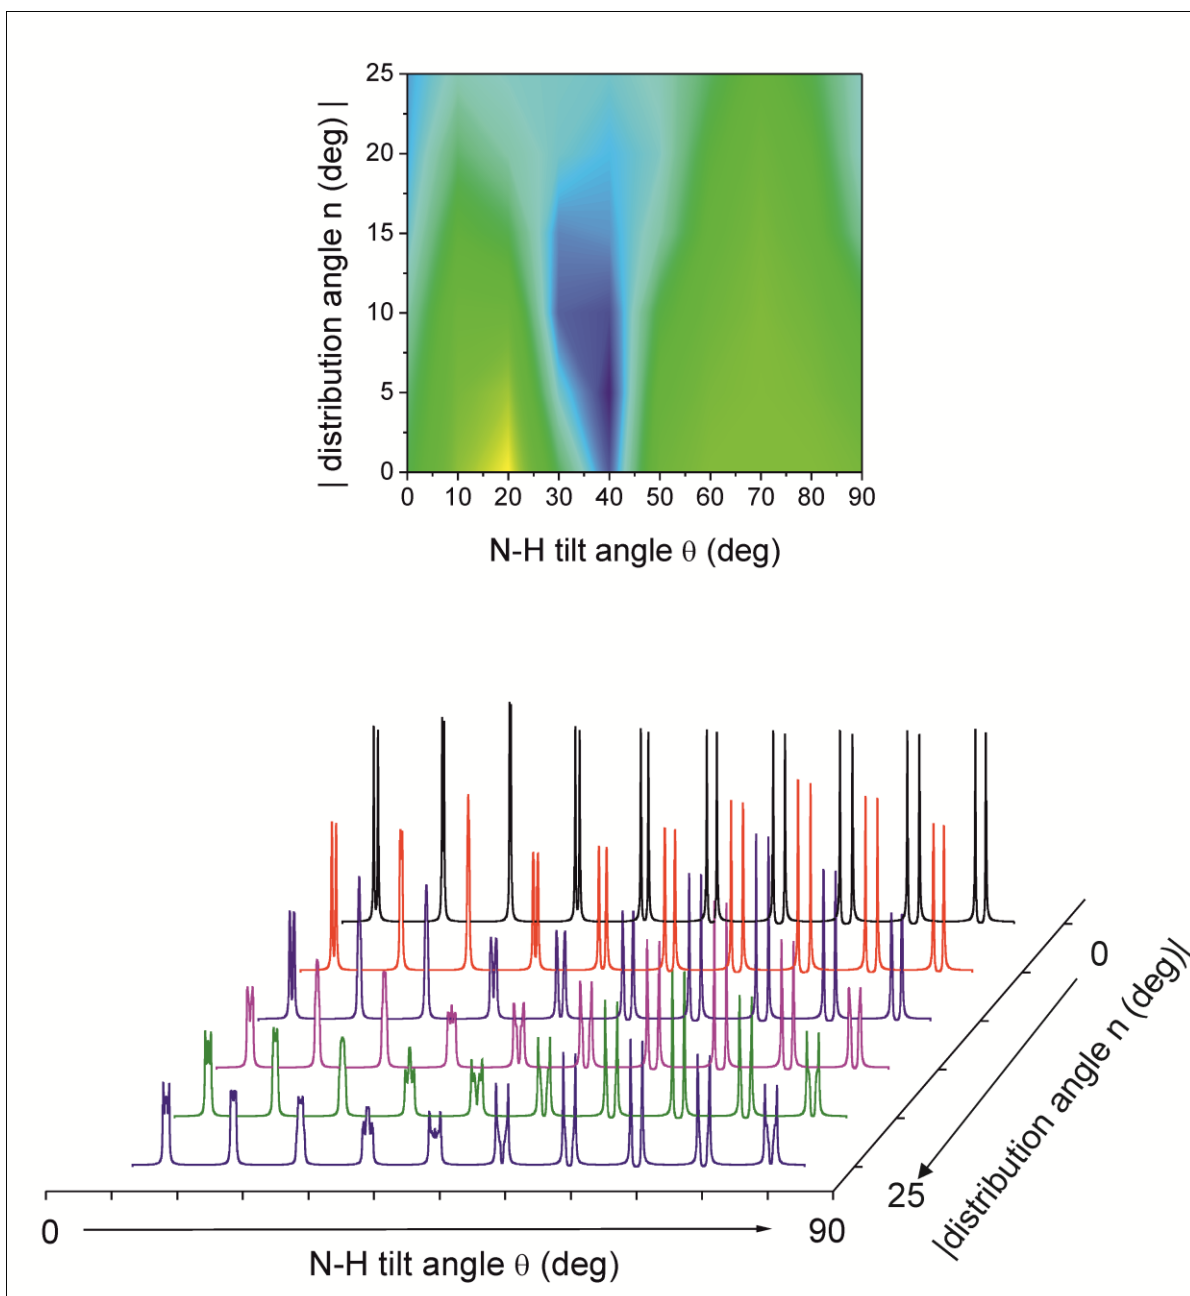 25
20
15
10
5
0
| distribution angle n (deg) |
0 10 20 30 40 50 60 70 80 90
N-H tilt angle θ (deg)
0
|distribution angle n (deg)|
25
0
90
N-H tilt angle θ (deg)